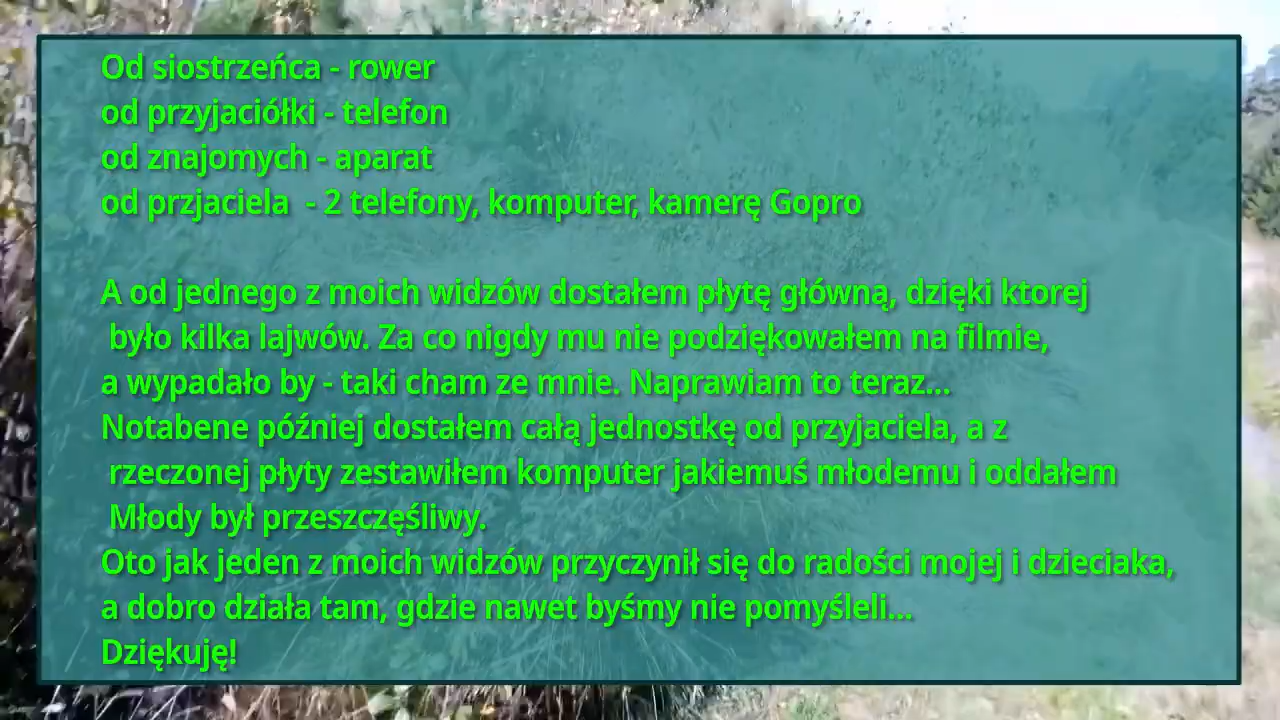 Od siostrzeńca - rower
od przyjaciółki - telefon
od znajomych - aparat
od przjaciela - 2 telefony, komputer, kamerę Gopro
A od jednego z moich widzów dostałem płytę główną, dzięki ktorej
było kilka lajwów. Za co nigdy mu nie podziękowałem na filmie,
a wypadało by - taki cham ze mnie. Naprawiam to teraz...
Notabene później dostałem całą jednostkę od przyjaciela, a z
rzeczonej płyty zestawiłem komputer jakiemuś młodemu i oddałem
Młody był przeszczęśliwy.
Oto jak jeden z moich widzów przyczynił się do radości mojej i dzieciaka,
a dobro działa tam, gdzie nawet byśmy nie pomyśleli...
Dziękuję!